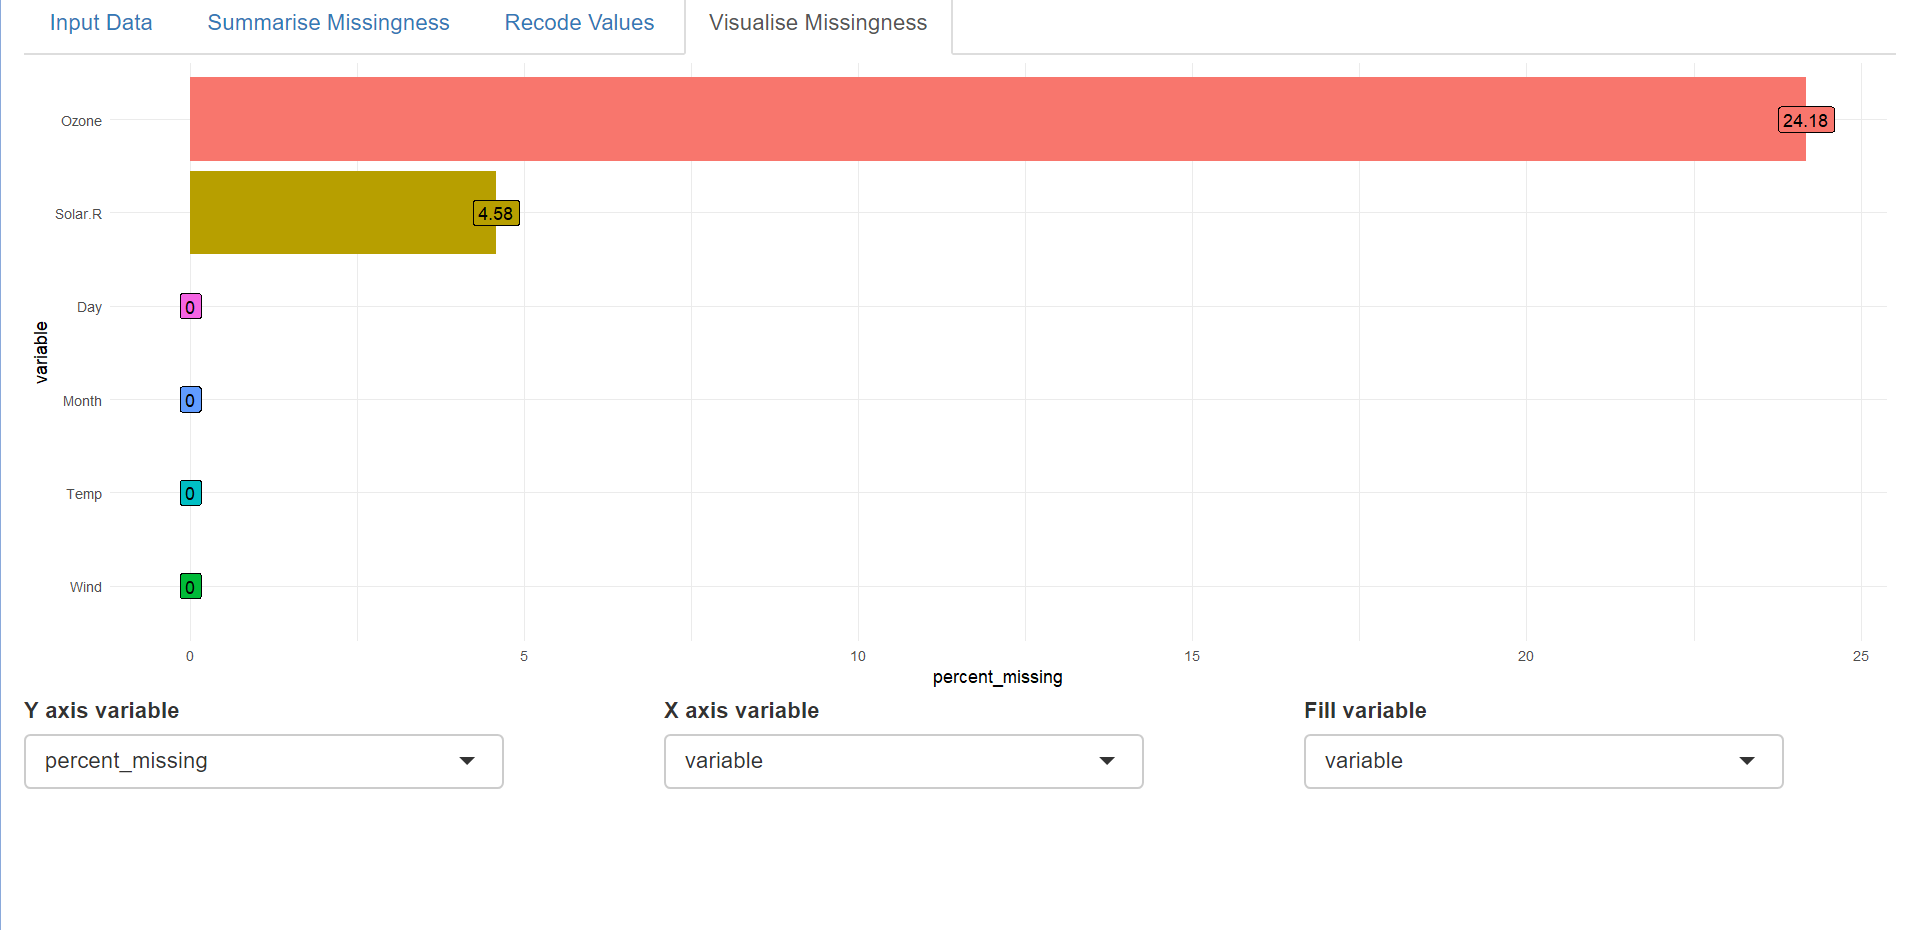 Input Data Summarise Missingness Recode Values Visualise Missingness
Ozone 24.18
Solar.R 4.58
Day 0
variable
Month 0
Temp 0
Wind 0
0 5 10 15 20 25
percent_missing
Y axis variable X axis variable Fill variable
percent_missing variable variable